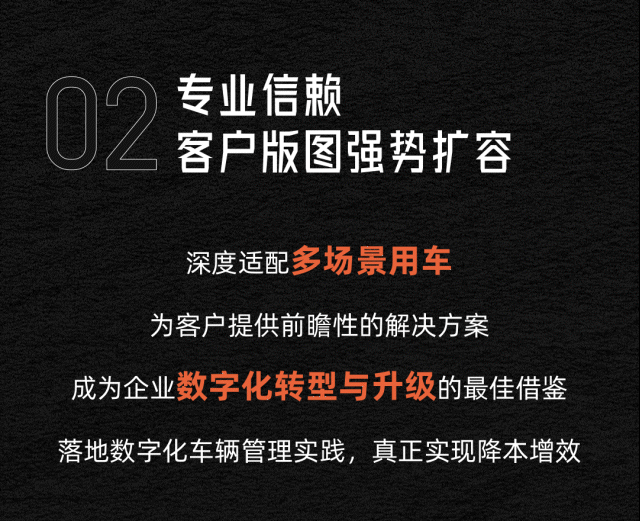 02
专业信赖
客户版图强势扩容
深度适配多场景用车
为客户提供前瞻性的解决方案
成为企业数字化转型与升级的最佳借鉴
落地数字化车辆管理实践，真正实现降本增效